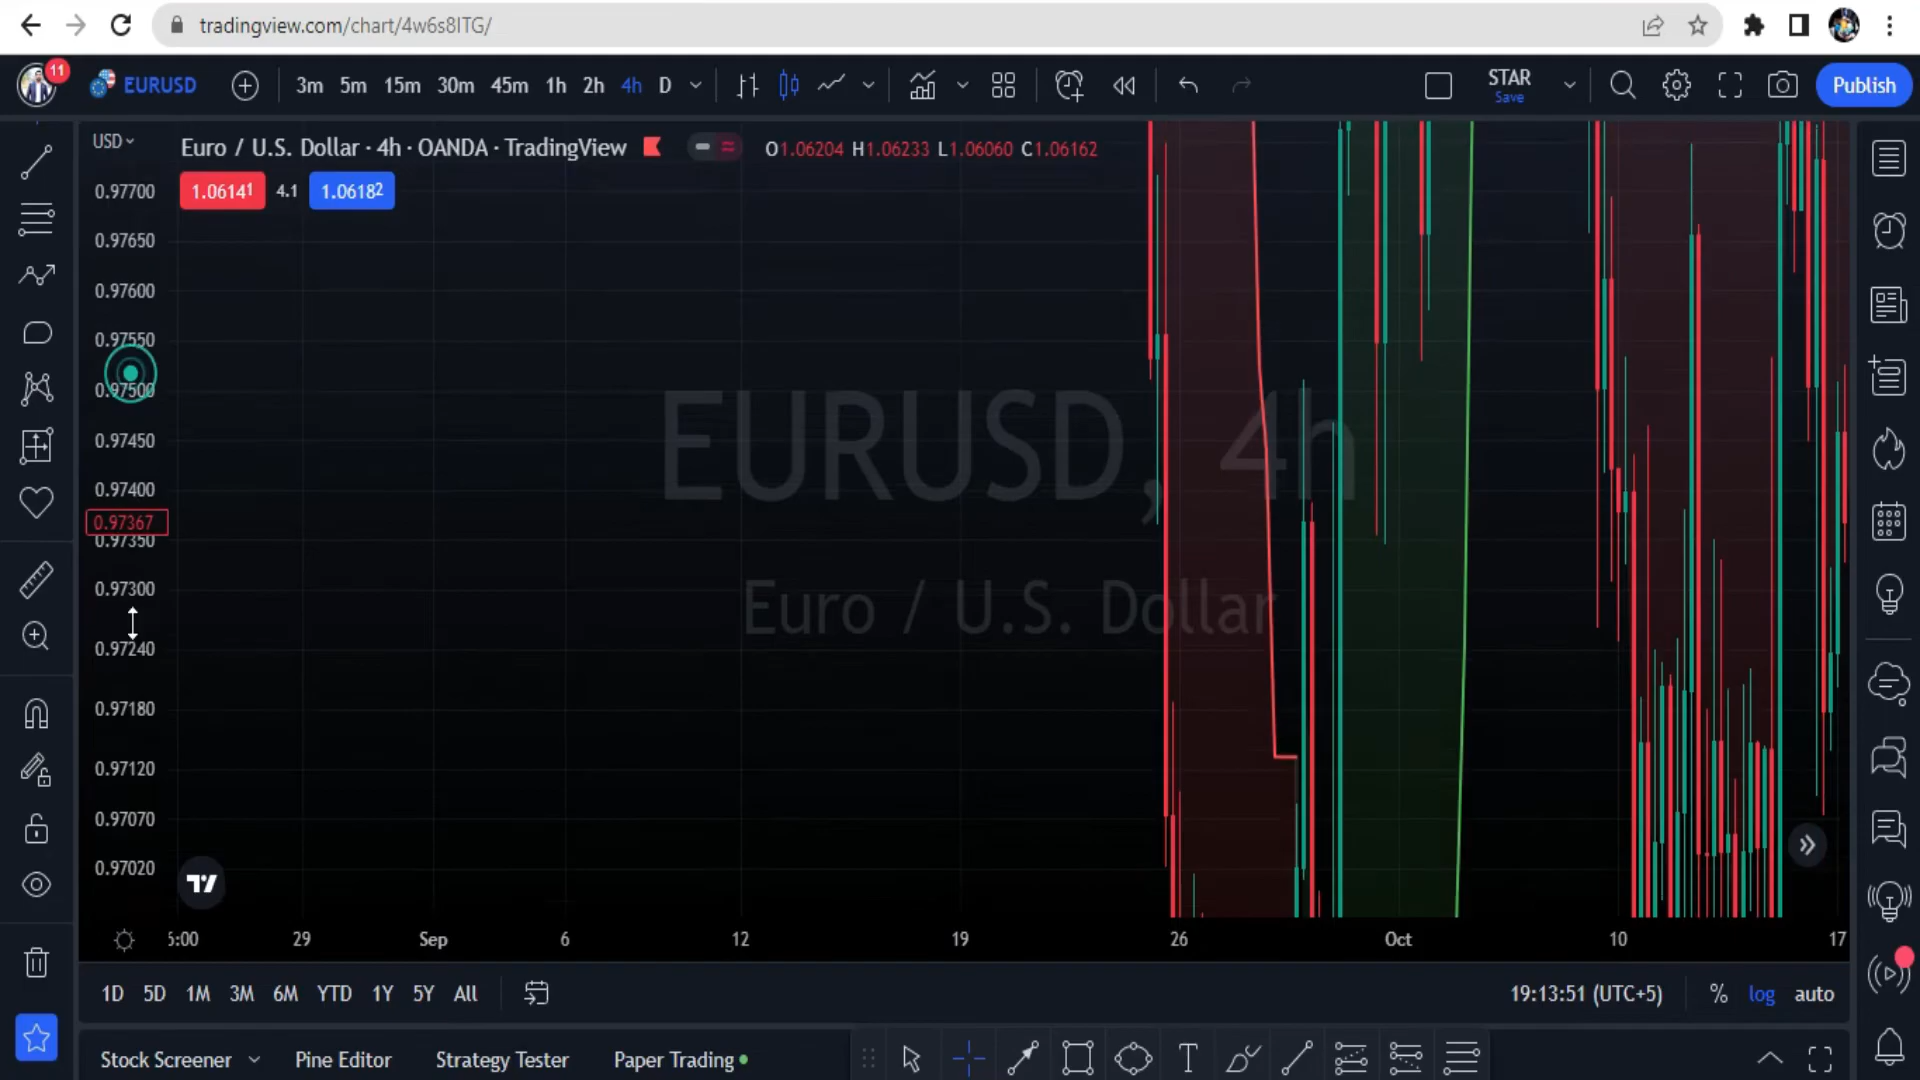 tradingview.com/chart/4w6s8ITG/
11
EURUSD 3m 5m 15m 30m 45m 1h 2h 4h D STAR Save Publish
USD Euro / U.S. Dollar · 4h · OANDA · TradingView O1.06204 H1.06233 L1.06060 C1.06162
1.06141 4.1 1.06182
0.97700
0.97650
0.97600
0.97550
0.97500
0.97450
0.97400
0.97367
0.97350
0.97300
0.97240
0.97180
0.97120
0.97070
0.97020
EURUSD, 4h
Euro / U.S. Dollar
5:00 29 Sep 6 12 19 26 Oct 10 17
1D 5D 1M 3M 6M YTD 1Y 5Y All 19:13:51 (UTC+5) % log auto
Stock Screener Pine Editor Strategy Tester Paper Trading